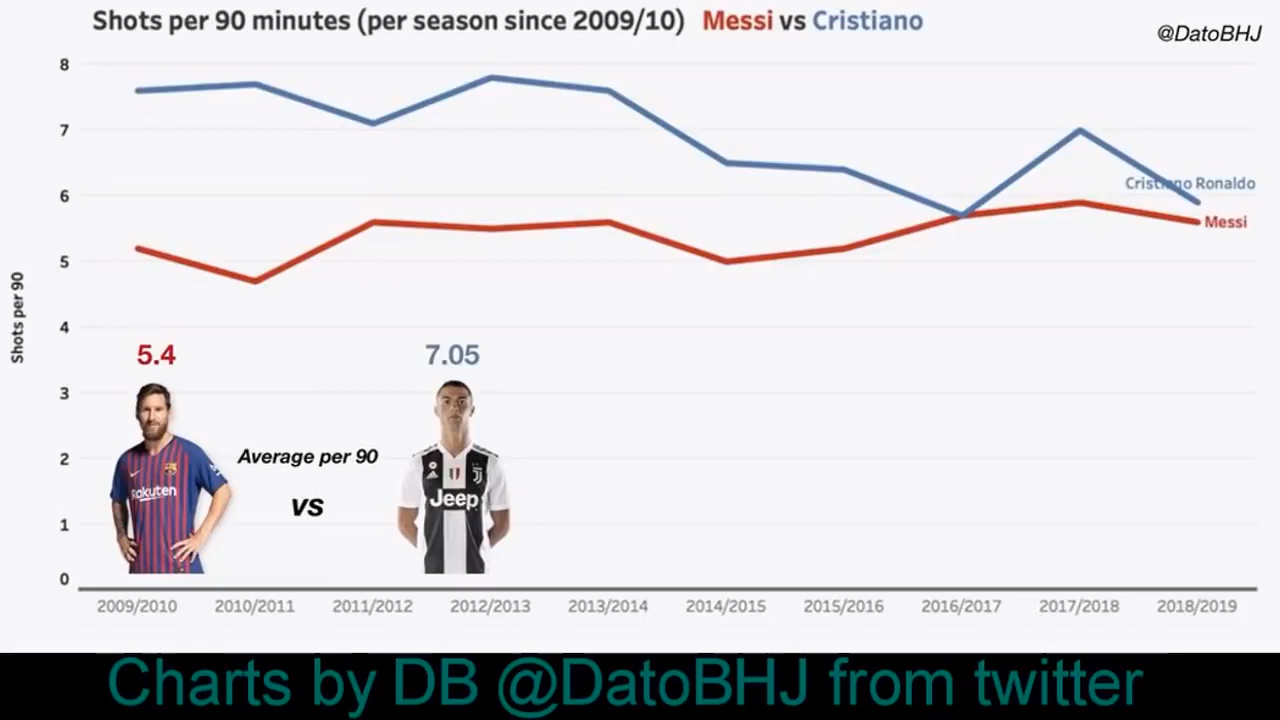 Shots per 90 minutes (per season since 2009/10) Messi vs Cristiano
@DatoBHJ
8
7
6
5
4
3
2
1
0
Shots per 90
Cristiano Ronaldo
Messi
5.4
7.05
Average per 90
vs
Rakuten
Jeep
2009/2010 2010/2011 2011/2012 2012/2013 2013/2014 2014/2015 2015/2016 2016/2017 2017/2018 2018/2019
Charts by DB @DatoBHJ from twitter